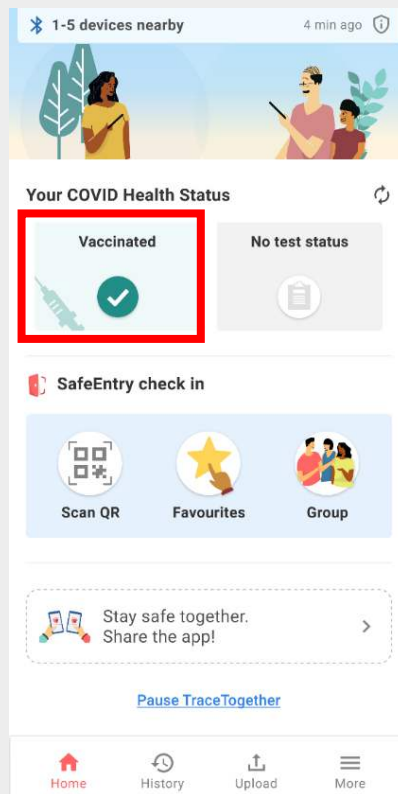 1-5 devices nearby 4 min ago
Your COVID Health Status
Vaccinated No test status
SafeEntry check in
Scan QR Favourites Group
Stay safe together.
Share the app!
Pause TraceTogether
Home History Upload More